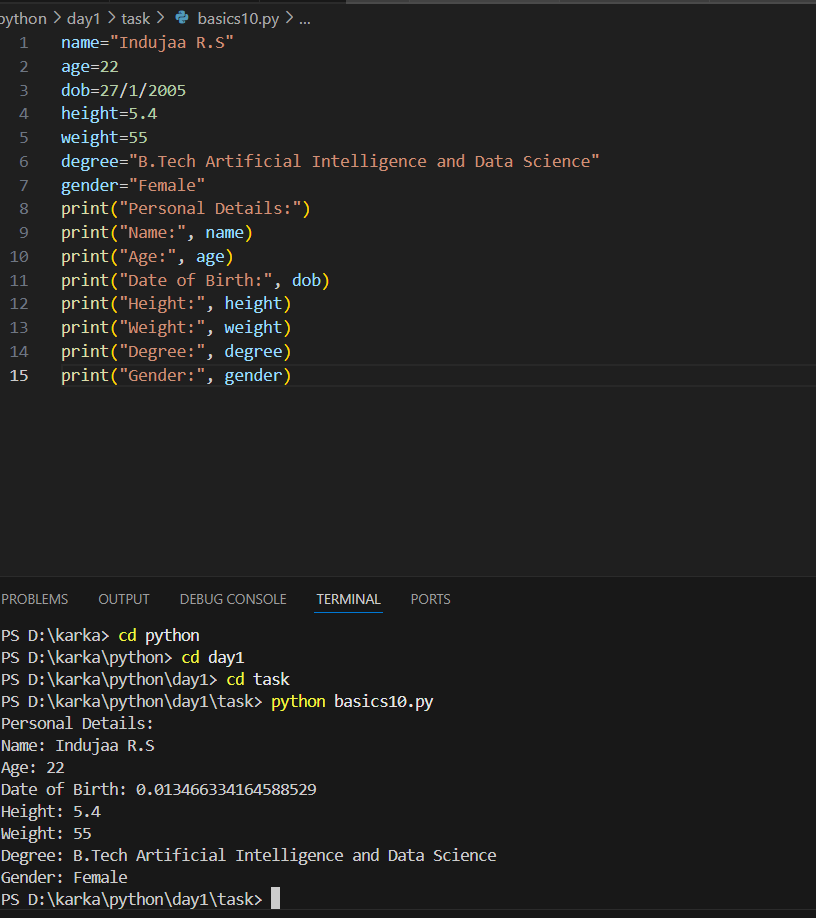 python > day1 > task > basics10.py > ...
1 name="Indujaa R.S"
2 age=22
3 dob=27/1/2005
4 height=5.4
5 weight=55
6 degree="B.Tech Artificial Intelligence and Data Science"
7 gender="Female"
8 print("Personal Details:")
9 print("Name:", name)
10 print("Age:", age)
11 print("Date of Birth:", dob)
12 print("Height:", height)
13 print("Weight:", weight)
14 print("Degree:", degree)
15 print("Gender:", gender)
PROBLEMS OUTPUT DEBUG CONSOLE TERMINAL PORTS
PS D:\karka> cd python
PS D:\karka\python> cd day1
PS D:\karka\python\day1> cd task
PS D:\karka\python\day1\task> python basics10.py
Personal Details:
Name: Indujaa R.S
Age: 22
Date of Birth: 0.013466334164588529
Height: 5.4
Weight: 55
Degree: B.Tech Artificial Intelligence and Data Science
Gender: Female
PS D:\karka\python\day1\task>